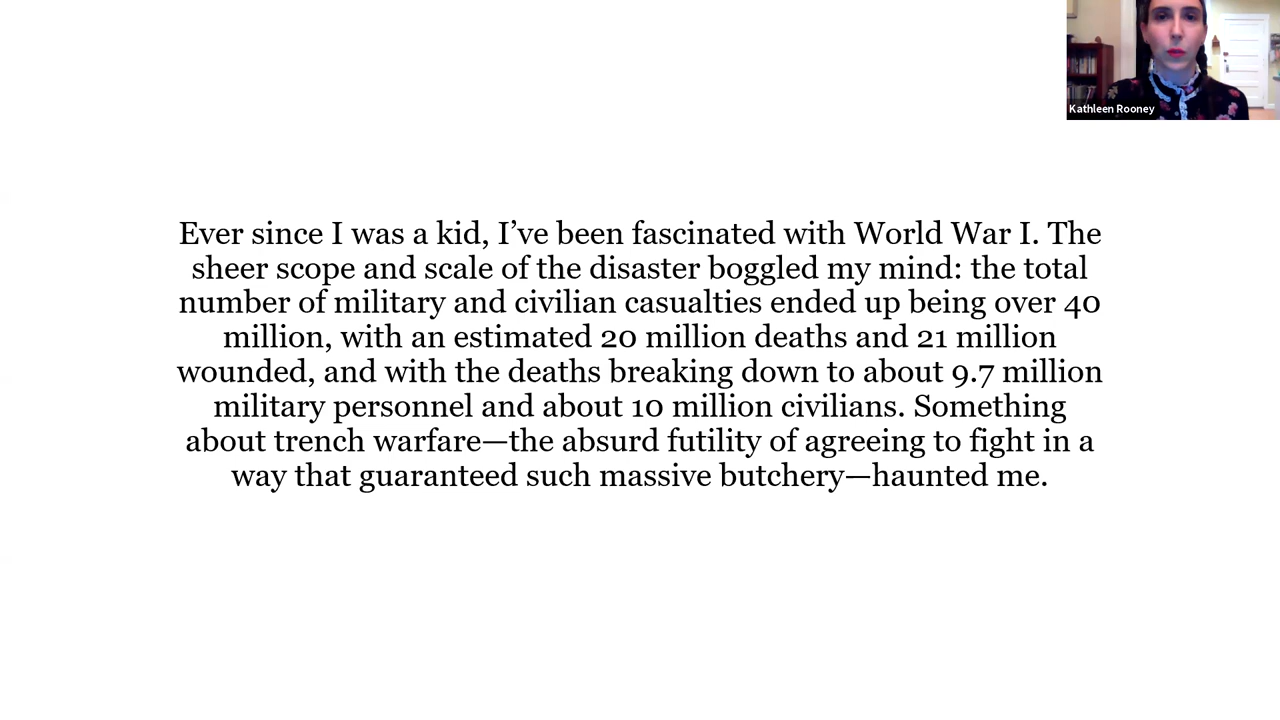 Kathleen Rooney
Ever since I was a kid, I’ve been fascinated with World War I. The
sheer scope and scale of the disaster boggled my mind: the total
number of military and civilian casualties ended up being over 40
million, with an estimated 20 million deaths and 21 million
wounded, and with the deaths breaking down to about 9.7 million
military personnel and about 10 million civilians. Something
about trench warfare—the absurd futility of agreeing to fight in a
way that guaranteed such massive butchery—haunted me.